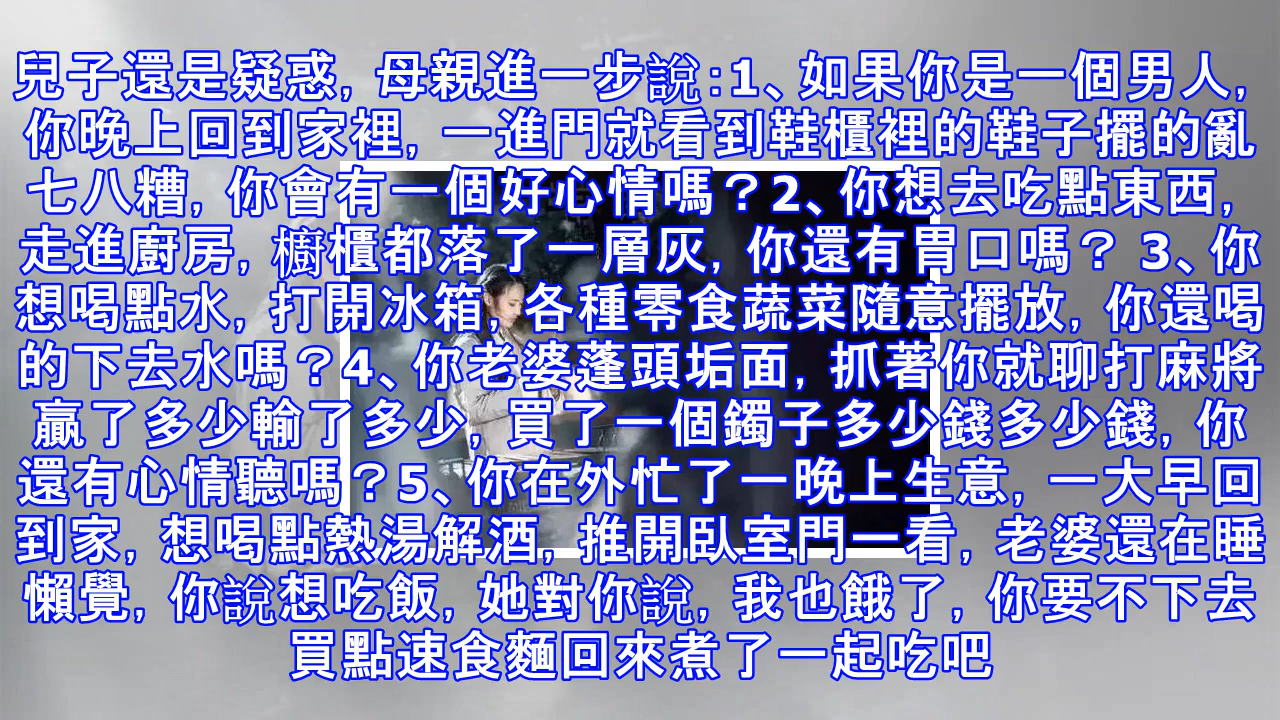 兒子還是疑惑, 母親進一步說:1、如果你是一個男人,
你晚上回到家裡, 一進門就看到鞋櫃裡的鞋子擺的亂
七八糟, 你會有一個好心情嗎？2、你想去吃點東西,
走進廚房, 櫥櫃都落了一層灰, 你還有胃口嗎？ 3、你
想喝點水, 打開冰箱, 各種零食蔬菜隨意擺放, 你還喝
的下去水嗎？4、你老婆蓬頭垢面, 抓著你就聊打麻將
贏了多少輸了多少, 買了一個鐲子多少錢多少錢, 你
還有心情聽嗎？5、你在外忙了一晚上生意, 一大早回
到家, 想喝點熱湯解酒, 推開臥室門一看, 老婆還在睡
懶覺, 你說想吃飯, 她對你說, 我也餓了, 你要不下去
買點速食麵回來煮了一起吃吧